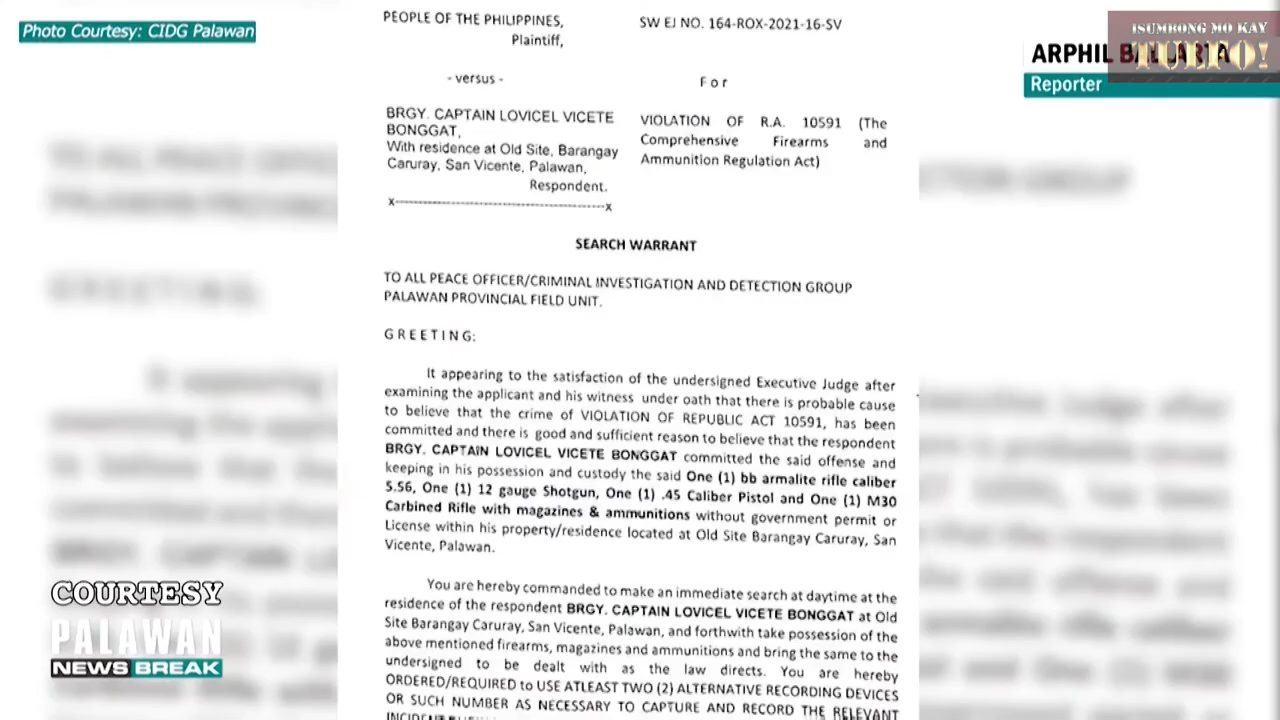 Photo Courtesy: CIDG Palawan
ISUMBONG MO KAY
TULFO!
ARPHIL
Reporter
PEOPLE OF THE PHILIPPINES,
Plaintiff,
SW EJ NO. 164-ROX-2021-16-SV
- versus -
For
BRGY. CAPTAIN LOVICEL VICETE
BONGGAT,
With residence at Old Site, Barangay
Caruray, San Vicente, Palawan,
Respondent.
VIOLATION OF R.A. 10591 (The
Comprehensive Firearms and
Ammunition Regulation Act)
x-------------------------------------------x
SEARCH WARRANT
TO ALL PEACE OFFICER/CRIMINAL INVESTIGATION AND DETECTION GROUP
PALAWAN PROVINCIAL FIELD UNIT.
GREETING:
It appearing to the satisfaction of the undersigned Executive Judge after
examining the applicant and his witness under oath that there is probable cause
to believe that the crime of VIOLATION OF REPUBLIC ACT 10591, has been
committed and there is good and sufficient reason to believe that the respondent
BRGY. CAPTAIN LOVICEL VICETE BONGGAT committed the said offense and
keeping in his possession and custody the said One (1) bb armalite rifle caliber
5.56, One (1) 12 gauge Shotgun, One (1) .45 Caliber Pistol and One (1) M30
Carbined Rifle with magazines & ammunitions without government permit or
License within his property/residence located at Old Site Barangay Caruray, San
Vicente, Palawan.
You are hereby commanded to make an immediate search at daytime at the
residence of the respondent BRGY. CAPTAIN LOVICEL VICETE BONGGAT at Old
Site Barangay Caruray, San Vicente, Palawan, and forthwith take possession of the
above mentioned firearms, magazines and ammunitions and bring the same to the
undersigned to be dealt with as the law directs. You are hereby
ORDERED/REQUIRED to USE ATLEAST TWO (2) ALTERNATIVE RECORDING DEVICES
OR SUCH NUMBER AS NECESSARY TO CAPTURE AND RECORD THE RELEVANT
COURTESY
PALAWAN
NEWS BREAK